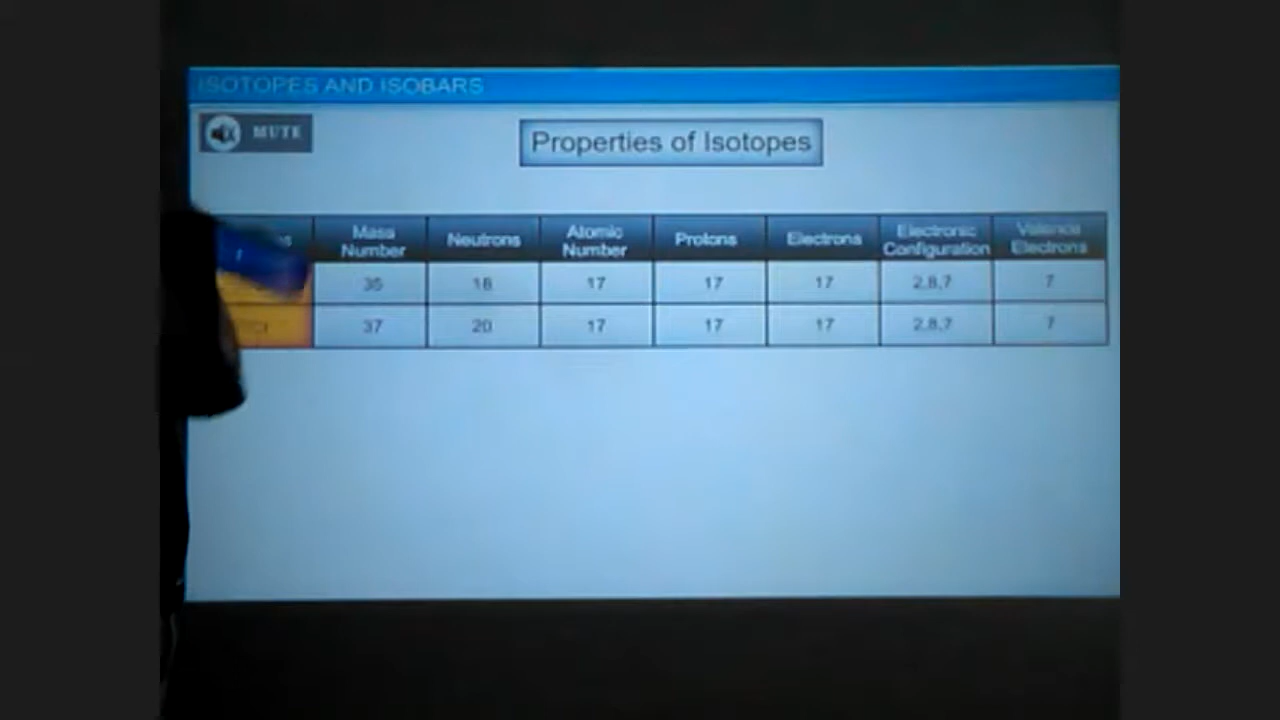 ISOTOPES AND ISOBARS
MUTE
Properties of Isotopes
Mass Number Neutrons Atomic Number Protons Electrons Electronic Configuration Valence Electrons
35 18 17 17 17 2,8,7 7
37 20 17 17 17 2,8,7 7